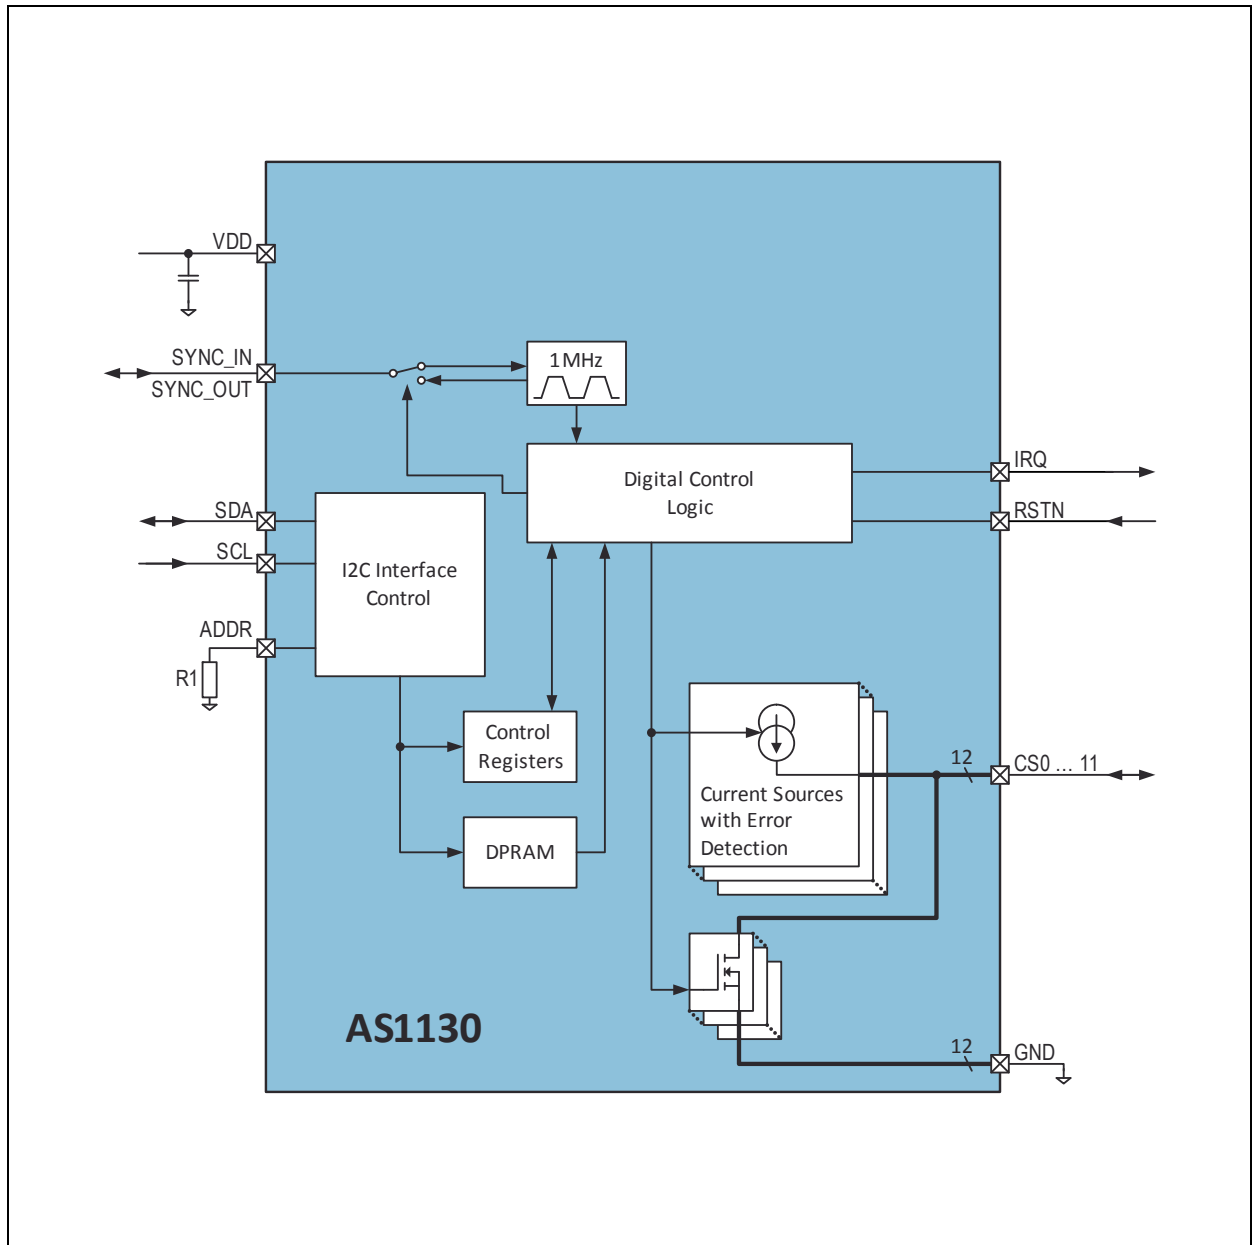 VDD
SYNC_IN
SYNC_OUT
1MHz
Digital Control
Logic
IRQ
RSTN
SDA
SCL
I2C Interface
Control
ADDR
R1
Control
Registers
DPRAM
Current Sources
with Error
Detection
12
CS0 ... 11
AS1130
12
GND